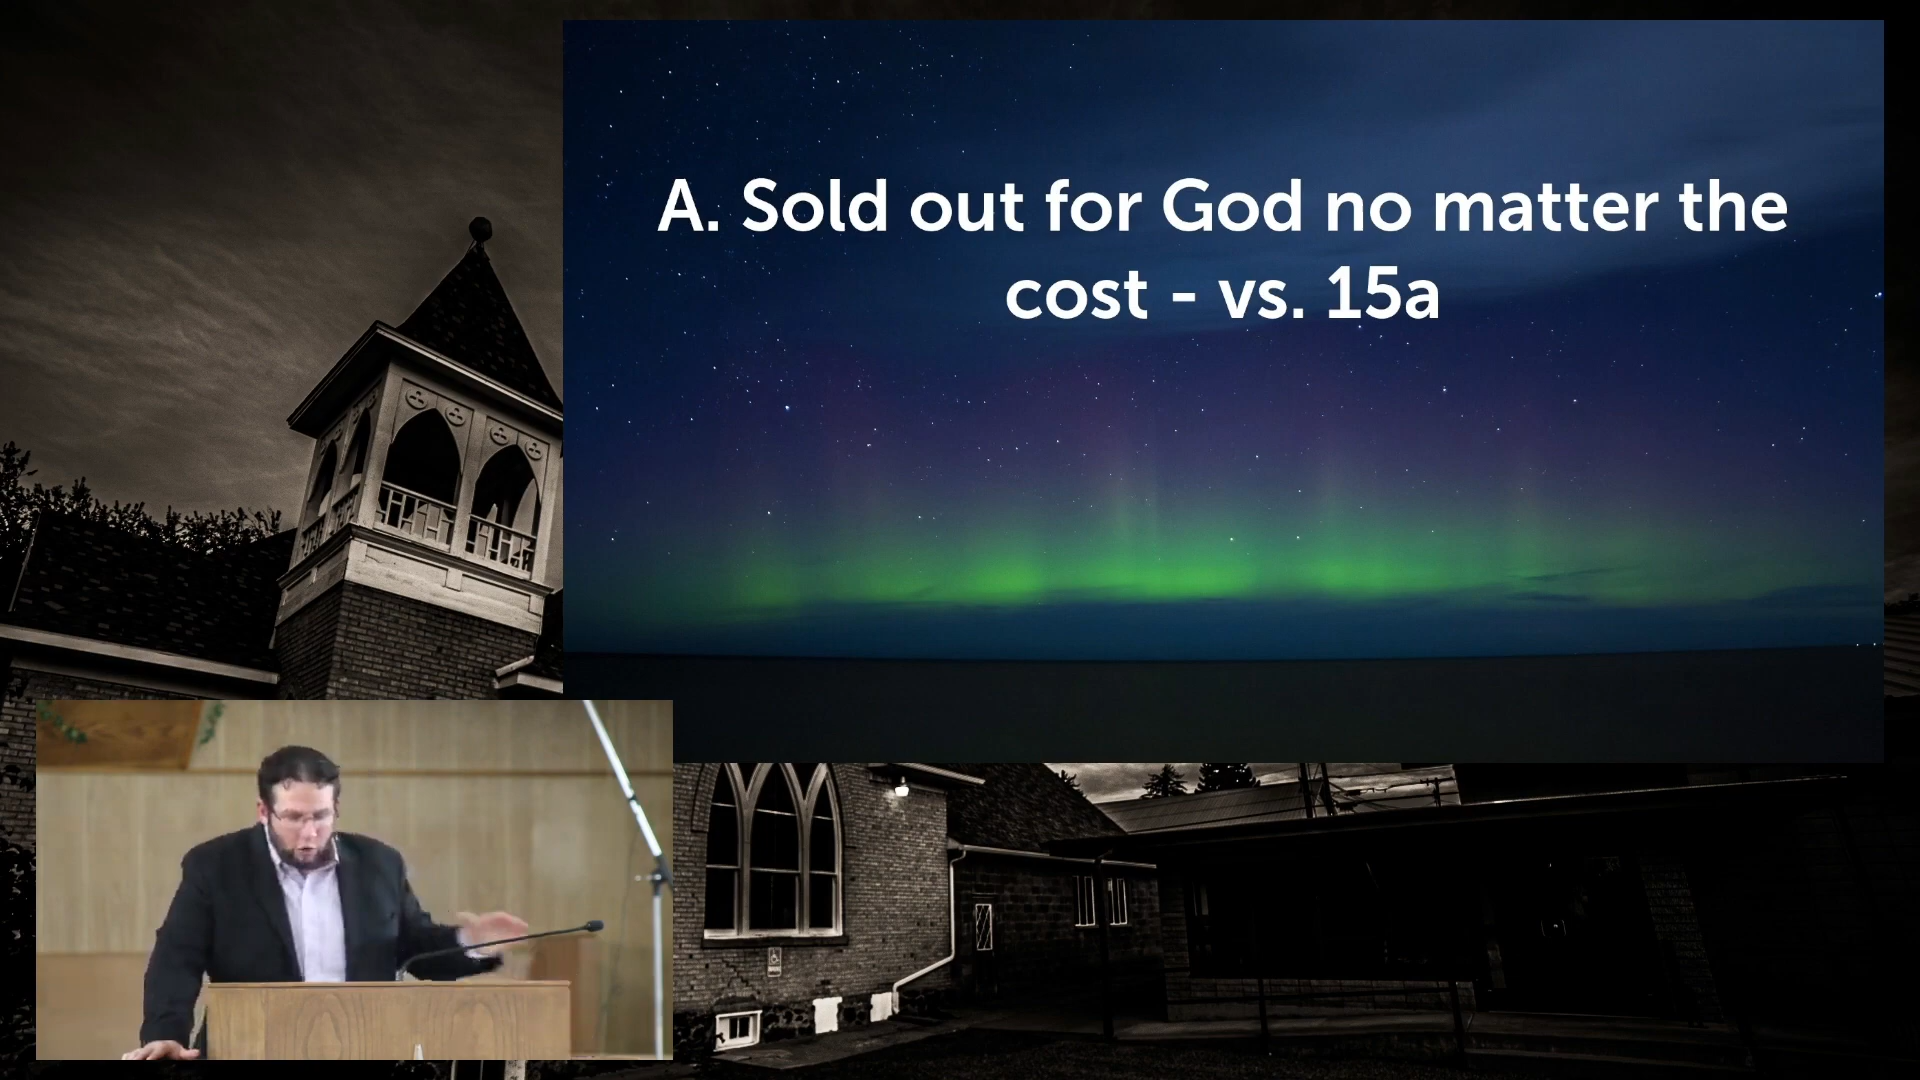 A. Sold out for God no matter the
cost - vs. 15a